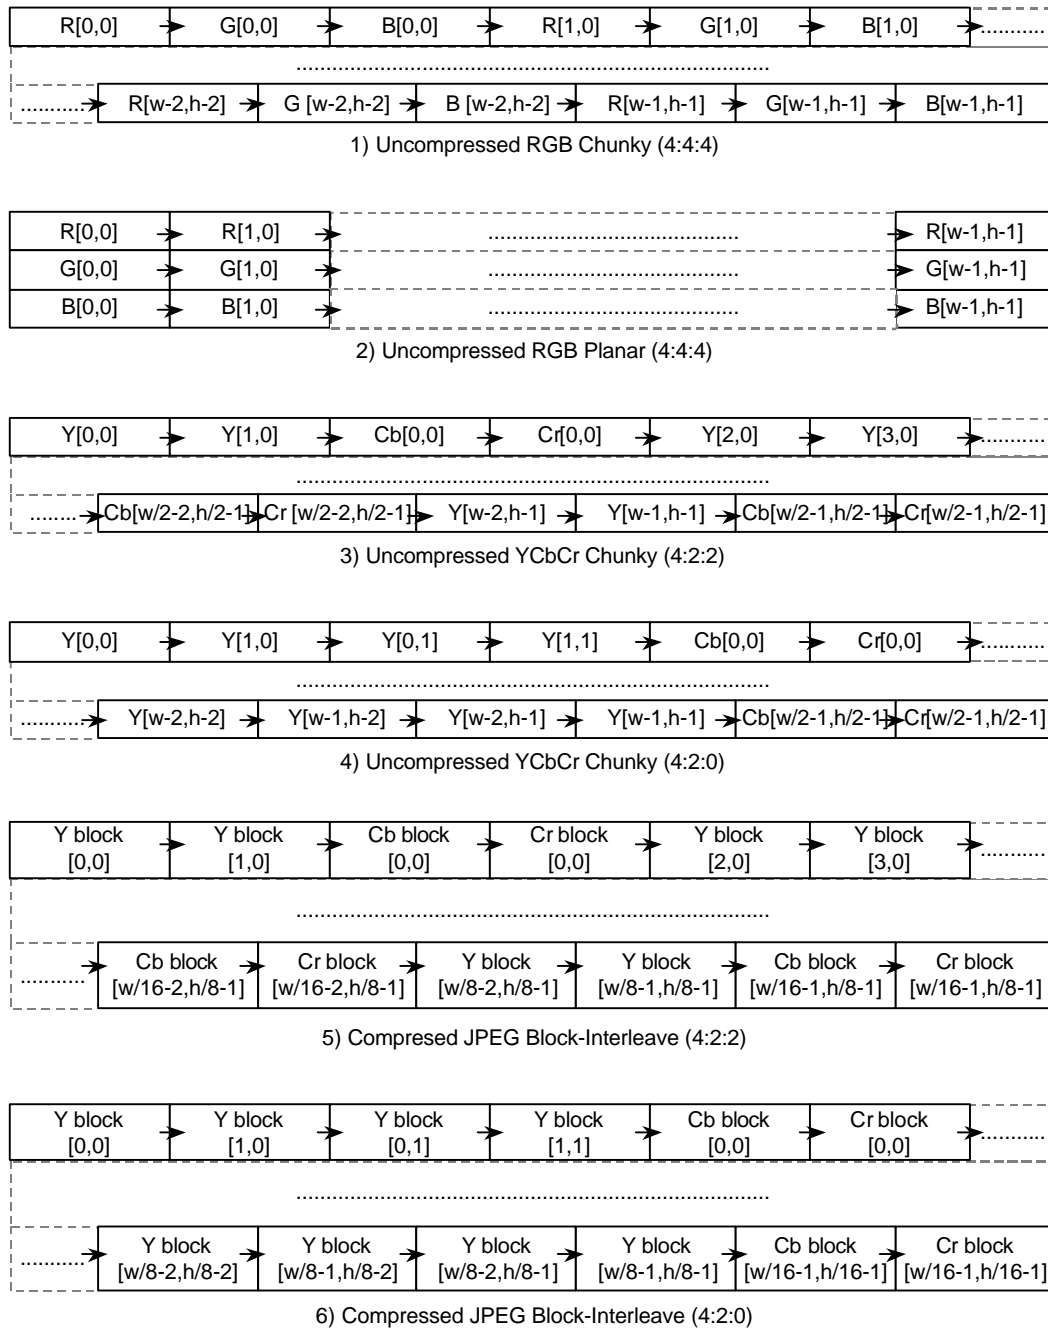 R[0,0] G[0,0] B[0,0] R[1,0] G[1,0] B[1,0] ...........
..........................................................................
........... R[w-2,h-2] G [w-2,h-2] B [w-2,h-2] R[w-1,h-1] G[w-1,h-1] B[w-1,h-1]
1) Uncompressed RGB Chunky (4:4:4)
R[0,0] R[1,0] ....................................... R[w-1,h-1]
G[0,0] G[1,0] ....................................... G[w-1,h-1]
B[0,0] B[1,0] ....................................... B[w-1,h-1]
2) Uncompressed RGB Planar (4:4:4)
Y[0,0] Y[1,0] Cb[0,0] Cr[0,0] Y[2,0] Y[3,0] ...........
..........................................................................
........ Cb[w/2-2,h/2-1] Cr [w/2-2,h/2-1] Y[w-2,h-1] Y[w-1,h-1] Cb[w/2-1,h/2-1] Cr[w/2-1,h/2-1]
3) Uncompressed YCbCr Chunky (4:2:2)
Y[0,0] Y[1,0] Y[0,1] Y[1,1] Cb[0,0] Cr[0,0] ...........
..........................................................................
........... Y[w-2,h-2] Y[w-1,h-2] Y[w-2,h-1] Y[w-1,h-1] Cb[w/2-1,h/2-1] Cr[w/2-1,h/2-1]
4) Uncompressed YCbCr Chunky (4:2:0)
Y block Y block Cb block Cr block Y block Y block
[0,0] [1,0] [0,0] [0,0] [2,0] [3,0] ...........
..........................................................................
Cb block Cr block Y block Y block Cb block Cr block
........... [w/16-2,h/8-1] [w/16-2,h/8-1] [w/8-2,h/8-1] [w/8-1,h/8-1] [w/16-1,h/8-1] [w/16-1,h/8-1]
5) Compresed JPEG Block-Interleave (4:2:2)
Y block Y block Y block Y block Cb block Cr block
[0,0] [1,0] [0,1] [1,1] [0,0] [0,0] ...........
..........................................................................
Y block Y block Y block Y block Cb block Cr block
........... [w/8-2,h/8-2] [w/8-1,h/8-2] [w/8-2,h/8-1] [w/8-1,h/8-1] [w/16-1,h/16-1] [w/16-1,h/16-1]
6) Compressed JPEG Block-Interleave (4:2:0)